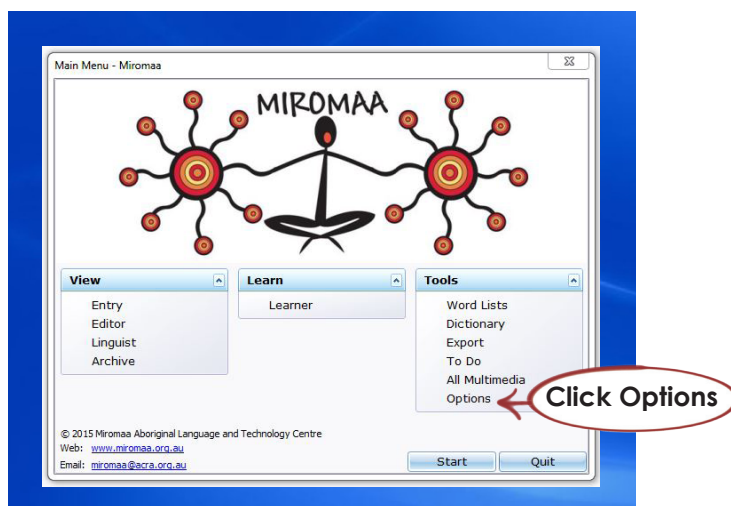 Main Menu - Miromaa
MIROMAA
View
Entry
Editor
Linguist
Archive
Learn
Learner
Tools
Word Lists
Dictionary
Export
To Do
All Multimedia
Options
Click Options
© 2015 Miromaa Aboriginal Language and Technology Centre
Web: www.miromaa.org.au
Email: miromaa@acra.org.au
Start
Quit